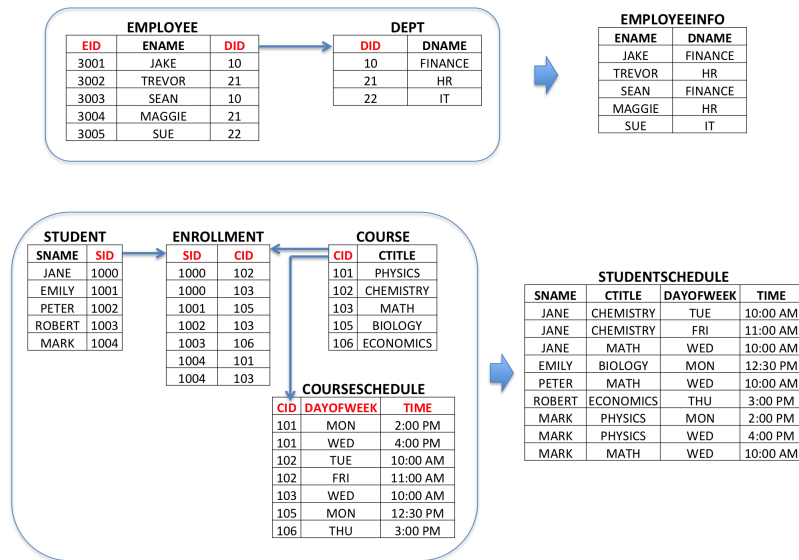 EMPLOYEE
EID ENAME DID
3001 JAKE 10
3002 TREVOR 21
3003 SEAN 10
3004 MAGGIE 21
3005 SUE 22
DEPT
DID DNAME
10 FINANCE
21 HR
22 IT
EMPLOYEEINFO
ENAME DNAME
JAKE FINANCE
TREVOR HR
SEAN FINANCE
MAGGIE HR
SUE IT
STUDENT
SNAME SID
JANE 1000
EMILY 1001
PETER 1002
ROBERT 1003
MARK 1004
ENROLLMENT
SID CID
1000 102
1000 103
1001 105
1002 103
1003 106
1004 101
1004 103
COURSE
CID CTITLE
101 PHYSICS
102 CHEMISTRY
103 MATH
105 BIOLOGY
106 ECONOMICS
COURSESCHEDULE
CID DAYOFWEEK TIME
101 MON 2:00 PM
101 WED 4:00 PM
102 TUE 10:00 AM
102 FRI 11:00 AM
103 WED 10:00 AM
105 MON 12:30 PM
106 THU 3:00 PM
STUDENTSCHEDULE
SNAME CTITLE DAYOFWEEK TIME
JANE CHEMISTRY TUE 10:00 AM
JANE CHEMISTRY FRI 11:00 AM
JANE MATH WED 10:00 AM
EMILY BIOLOGY MON 12:30 PM
PETER MATH WED 10:00 AM
ROBERT ECONOMICS THU 3:00 PM
MARK PHYSICS MON 2:00 PM
MARK PHYSICS WED 4:00 PM
MARK MATH WED 10:00 AM